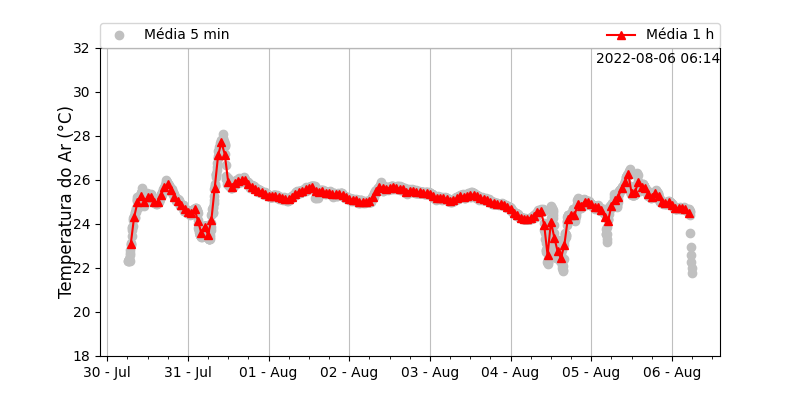 Média 5 min
Média 1 h
2022-08-06 06:14
Temperatura do Ar (°C)
32
30
28
26
24
22
20
18
30 - Jul
31 - Jul
01 - Aug
02 - Aug
03 - Aug
04 - Aug
05 - Aug
06 - Aug